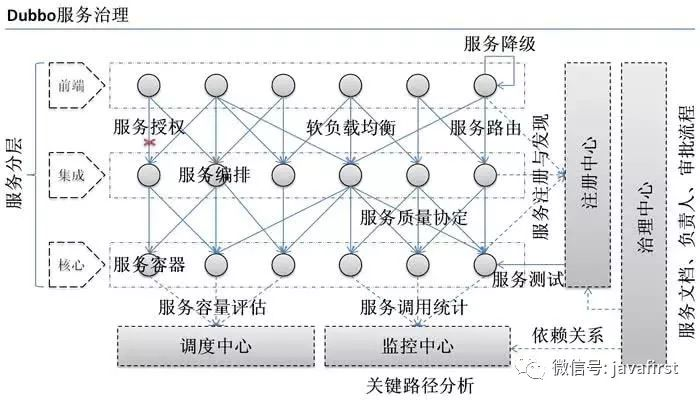 Dubbo服务治理
服务降级
前端
服务授权
软负载均衡
服务路由
服务分层
集成
服务编排
服务质量协定
服务注册与发现
注册中心
治理中心
服务文档、负责人、审批流程
核心
服务容器
服务测试
服务容量评估
服务调用统计
调度中心
监控中心
依赖关系
关键路径分析
微信号: javafirst